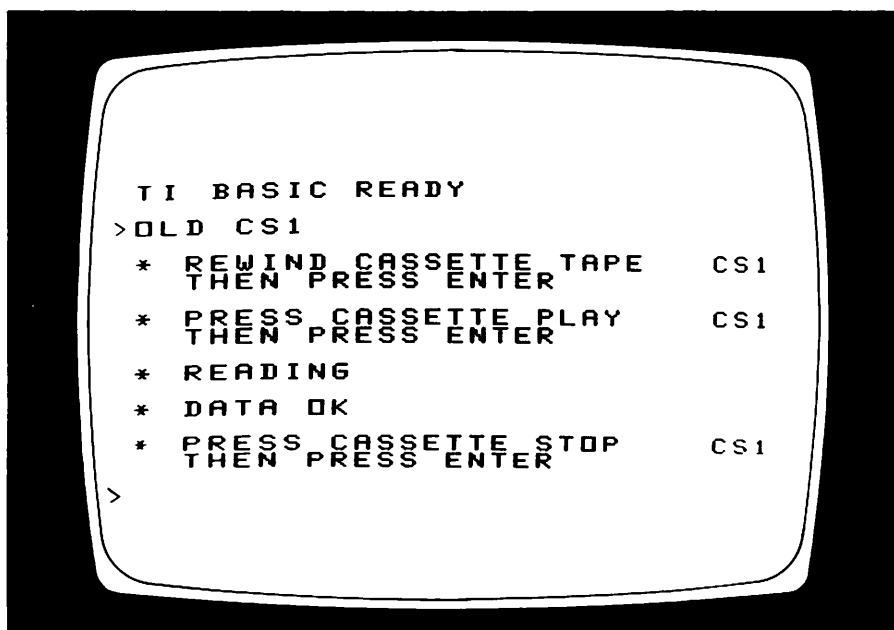 TI BASIC READY
>OLD CS1
* REWIND CASSETTE TAPE CS1
THEN PRESS ENTER
* PRESS CASSETTE PLAY CS1
THEN PRESS ENTER
* READING
* DATA OK
* PRESS CASSETTE STOP CS1
THEN PRESS ENTER
>